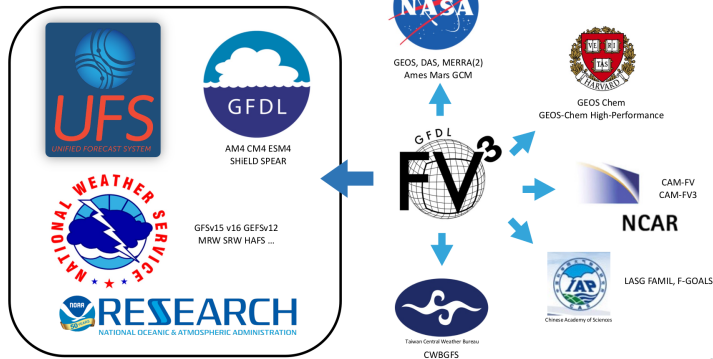 UFS
UNIFIED FORECAST SYSTEM
GFDL
AM4 CM4 ESM4
SHiELD SPEAR
NATIONAL WEATHER SERVICE
GFSv15 v16 GEFSv12
MRW SRW HAFS ...
NOAA
50 YEARS
RESEARCH
NATIONAL OCEANIC & ATMOSPHERIC ADMINISTRATION
NASA
GEOS, DAS, MERRA(2)
Ames Mars GCM
GFDL
FV3
VE RI
TAS
HARVARD
GEOS Chem
GEOS-Chem High-Performance
CAM-FV
CAM-FV3
NCAR
IAP
Chinese Academy of Sciences
LASG FAMIL, F-GOALS
Taiwan Central Weather Bureau
CWBGFS